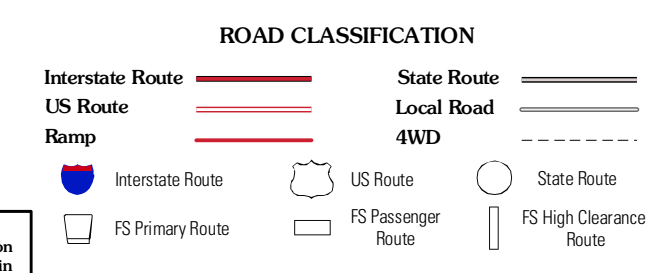 ROAD CLASSIFICATION
Interstate Route
State Route
US Route
Local Road
Ramp
4WD
Interstate Route
US Route
State Route
FS Primary Route
FS Passenger
Route
FS High Clearance
Route
in